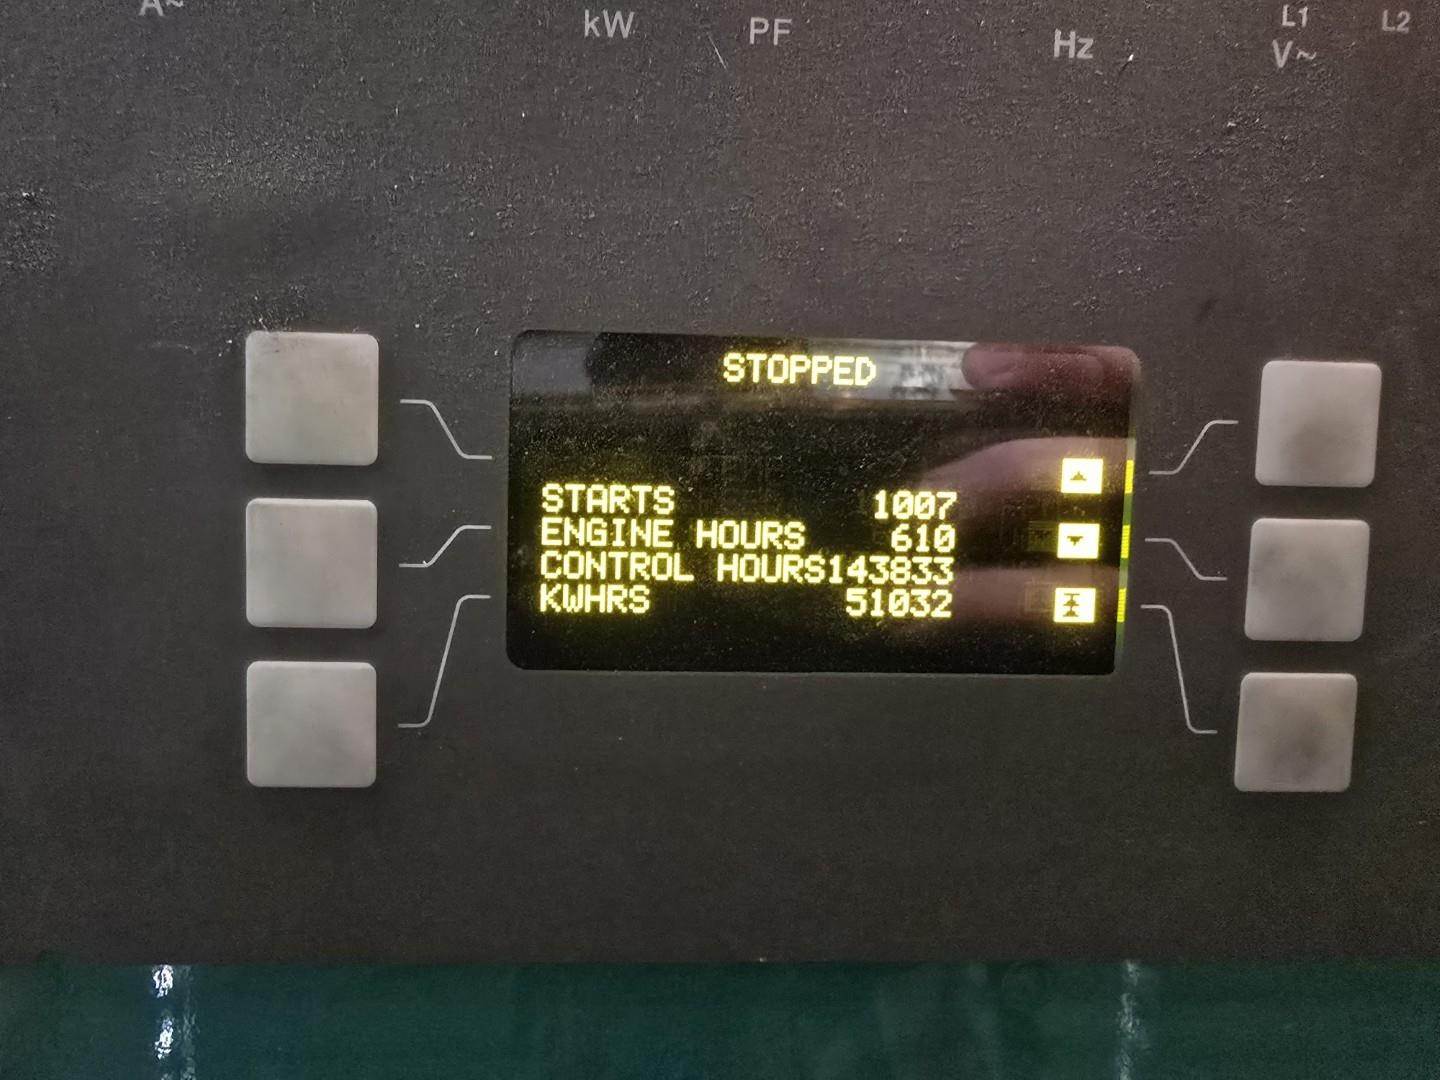 A~
kW PF Hz L1 L2
V~
STOPPED
STARTS 1007
ENGINE HOURS 610
CONTROL HOURS143833
KWHRS 51032